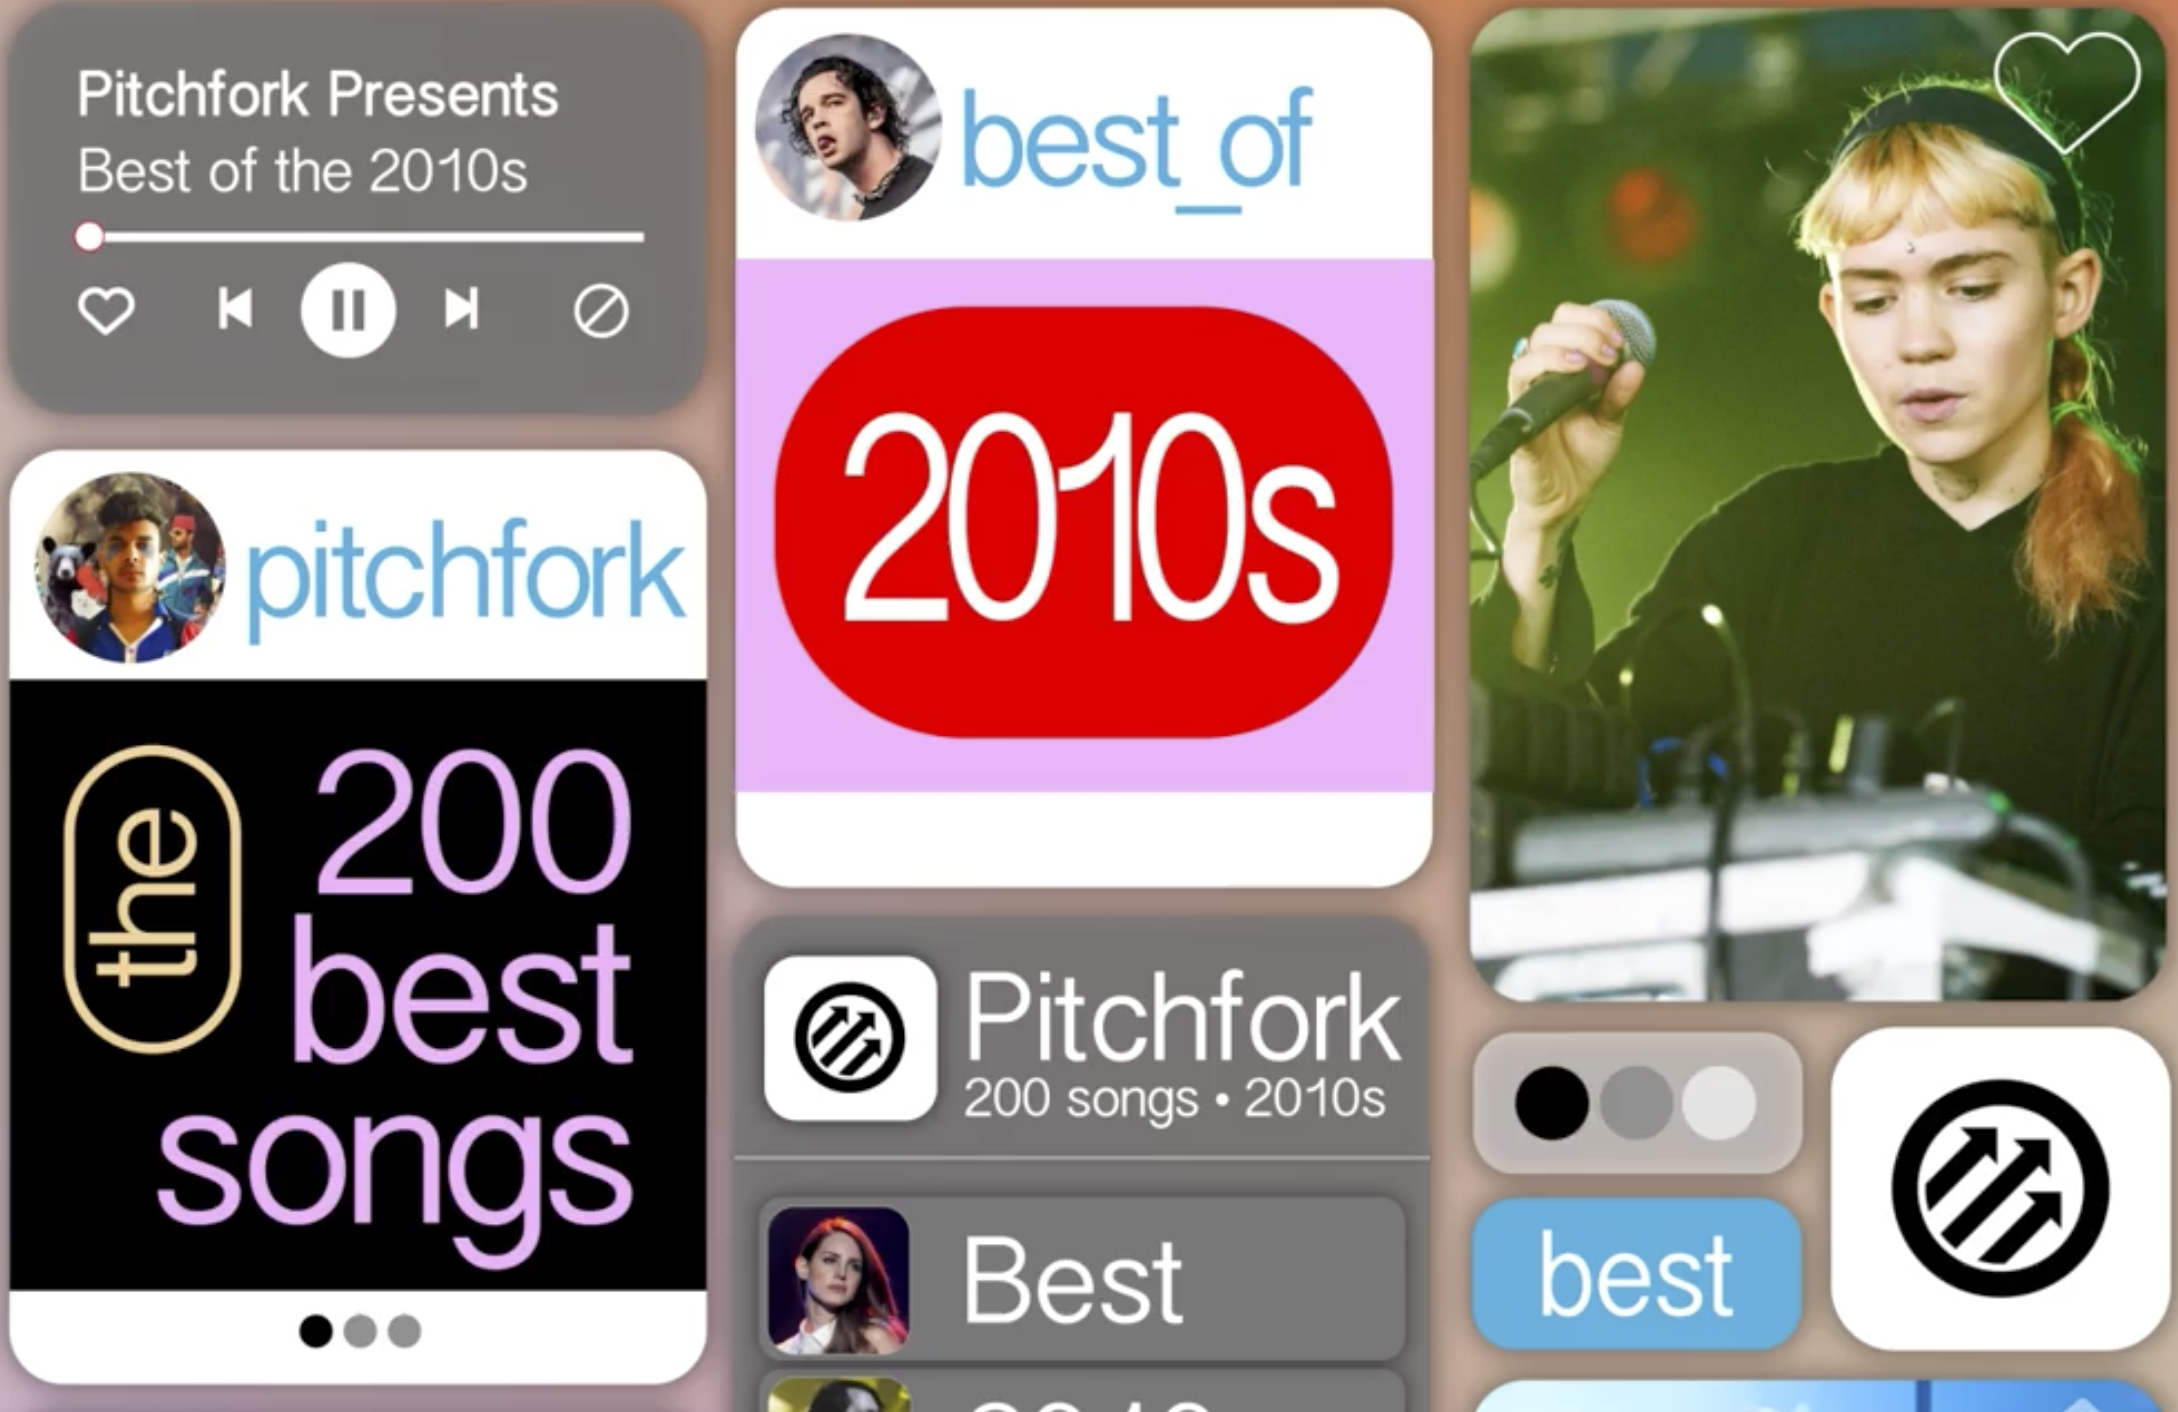 Pitchfork Presents
Best of the 2010s
pitchfork
the
200
best
songs
best_of
2010s
Pitchfork
200 songs • 2010s
Best
best